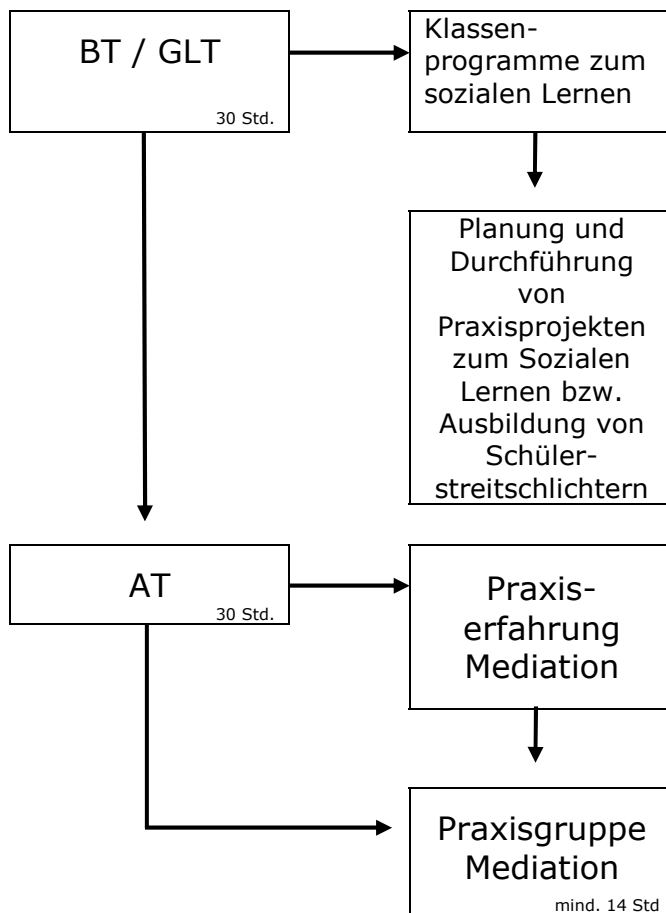 BT / GLT
30 Std.
Klassen-
programme zum
sozialen Lernen
Planung und
Durchführung
von
Praxisprojekten
zum Sozialen
Lernen bzw.
Ausbildung von
Schüler-
streitschlichtern
AT
30 Std.
Praxis-
erfahrung
Mediation
Praxisgruppe
Mediation
mind. 14 Std